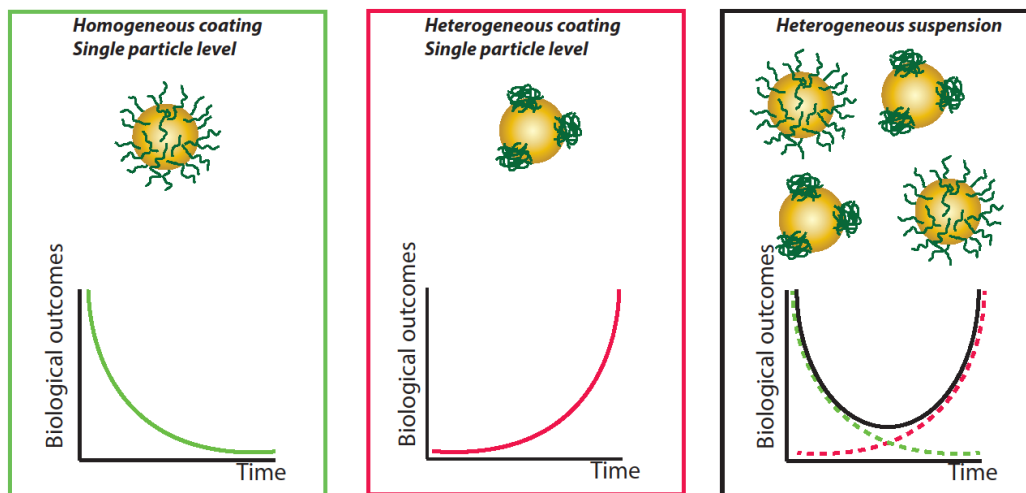 Homogeneous coating
Single particle level
Biological outcomes
Time
Heterogeneous coating
Single particle level
Biological outcomes
Time
Heterogeneous suspension
Biological outcomes
Time